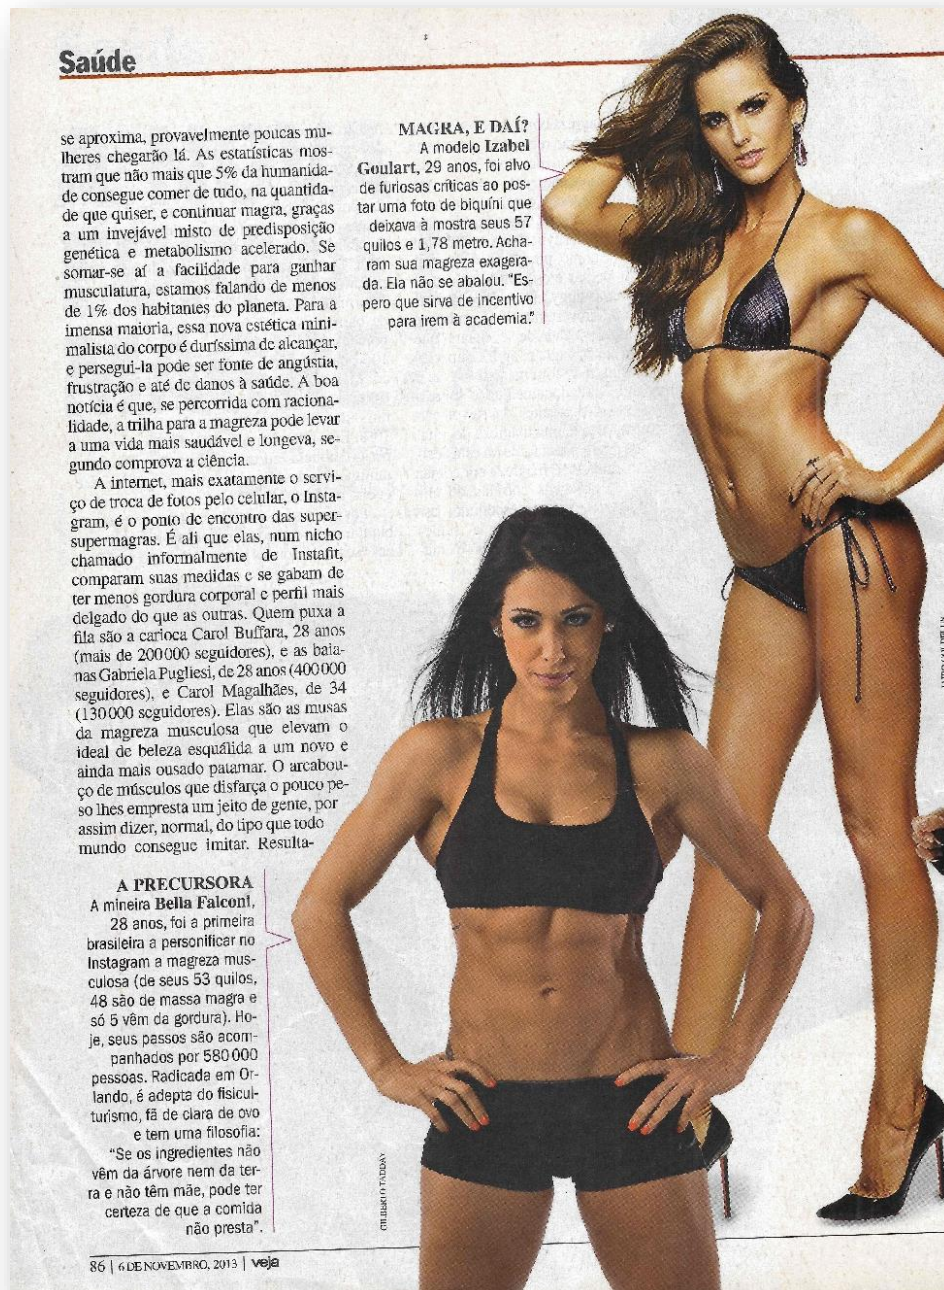 Saúde
se aproxima, provavelmente poucas mu-
lheres chegarão lá. As estatísticas mos-
tram que não mais que 5% da humanida-
de consegue comer de tudo, na quantida-
de que quiser, e continuar magra, graças
a um invejável misto de predisposição
genética e metabolismo acelerado. Se
somar-se aí a facilidade para ganhar
musculatura, estamos falando de menos
de 1% dos habitantes do planeta. Para a
imensa maioria, essa nova estética mini-
malista do corpo é duríssima de alcançar,
e persegui-la pode ser fonte de angústia,
frustração e até de danos à saúde. A boa
notícia é que, se percorrida com raciona-
lidade, a trilha para a magreza pode levar
a uma vida mais saudável e longeva, se-
gundo comprova a ciência.
A internet, mais exatamente o servi-
ço de troca de fotos pelo celular, o Insta-
gram, é o ponto de encontro das super-
supermagras. É ali que elas, num nicho
chamado informalmente de Instafit,
comparam suas medidas e se gabam de
ter menos gordura corporal e perfil mais
delgado do que as outras. Quem puxa a
fila são a carioca Carol Buffara, 28 anos
(mais de 200 000 seguidores), e as baia-
nas Gabriela Pugliesi, de 28 anos (400 000
seguidores), e Carol Magalhães, de 34
(130 000 seguidores). Elas são as musas
da magreza musculosa que elevam o
ideal de beleza esquálida a um novo e
ainda mais ousado patamar. O arcabou-
ço de músculos que disfarça o pouco pe-
so lhes empresta um jeito de gente, por
assim dizer, normal, do tipo que todo
mundo consegue imitar. Resulta-
MAGRA, E DAÍ?
A modelo Izabel
Goulart, 29 anos, foi alvo
de furiosas críticas ao pos-
tar uma foto de biquíni que
deixava à mostra seus 57
quilos e 1,78 metro. Acha-
ram sua magreza exagera-
da. Ela não se abalou. "Es-
pero que sirva de incentivo
para irem à academia."
A PRECURSORA
A mineira Bella Falconi,
28 anos, foi a primeira
brasileira a personificar no
Instagram a magreza mus-
culosa (de seus 53 quilos,
48 são de massa magra e
só 5 vêm da gordura). Ho-
je, seus passos são acom-
panhados por 580 000
pessoas. Radicada em Or-
lando, é adepta do fisicul-
turismo, fã de clara de ovo
e tem uma filosofia:
"Se os ingredientes não
vêm da árvore nem da ter-
ra e não têm mãe, pode ter
certeza de que a comida
não presta".
GILBERTO TADDAY
86 | 6 DE NOVEMBRO, 2013 | veja